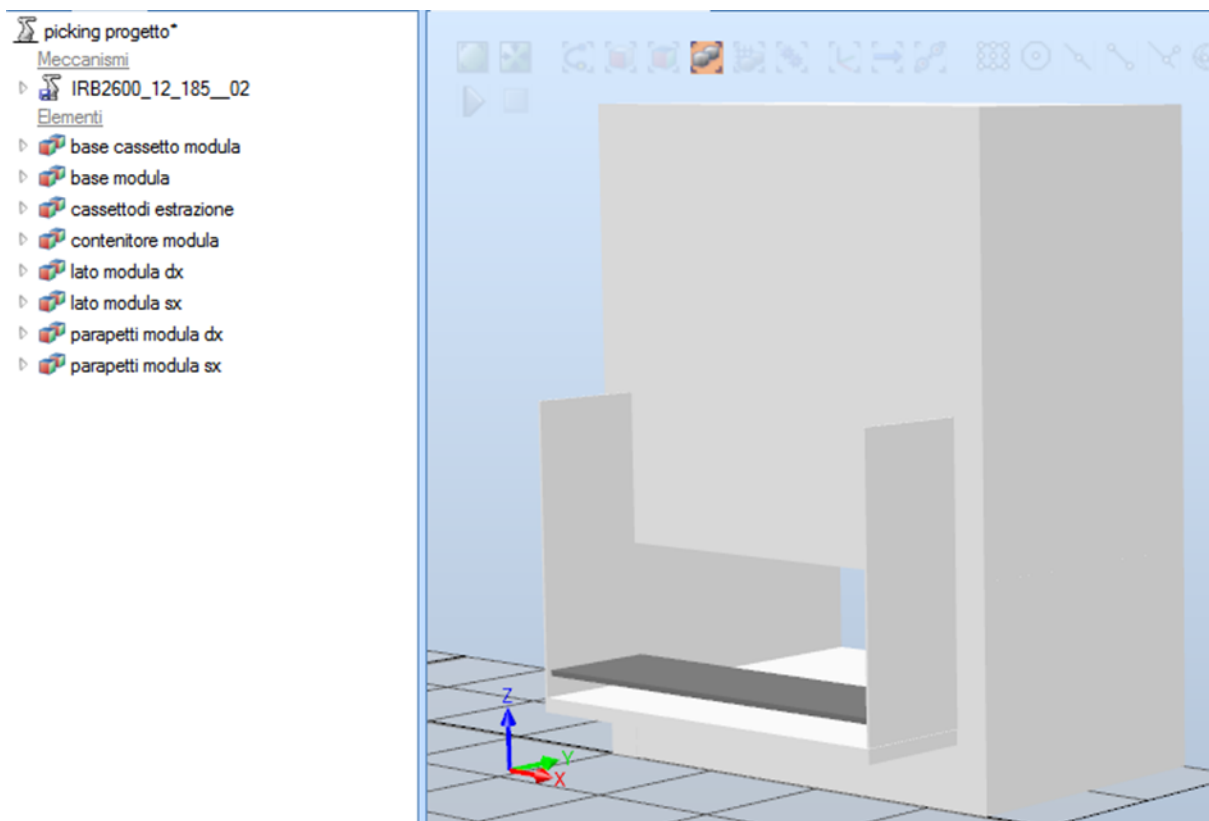 picking progetto*
Meccanismi
IRB2600_12_185__02
Elementi
base cassetto modula
base modula
cassettodi estrazione
contenitore modula
lato modula dx
lato modula sx
parapetti modula dx
parapetti modula sx
Z
Y
X